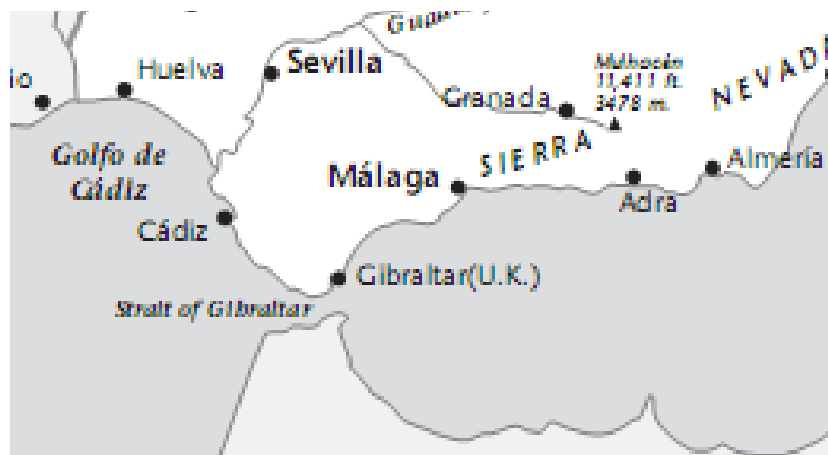 Huelva
Sevilla
Mulhacén
11,411 ft.
3478 m.
Granada
NEVAD
Golfo de
Cádiz
SIERRA
Almería
Málaga
Adra
Cádiz
Gibraltar(U.K.)
Strait of Gibraltar